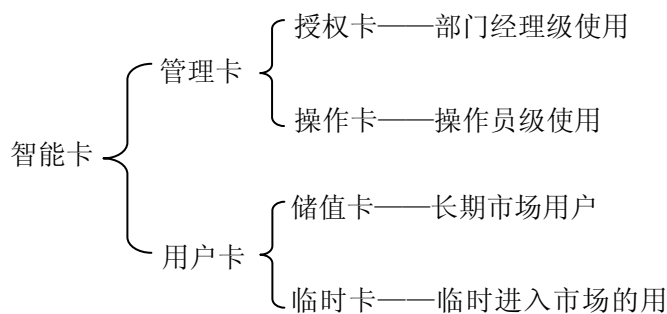 授权卡——部门经理级使用
管理卡
操作卡——操作员级使用
智能卡
储值卡——长期市场用户
用户卡
临时卡——临时进入市场的用